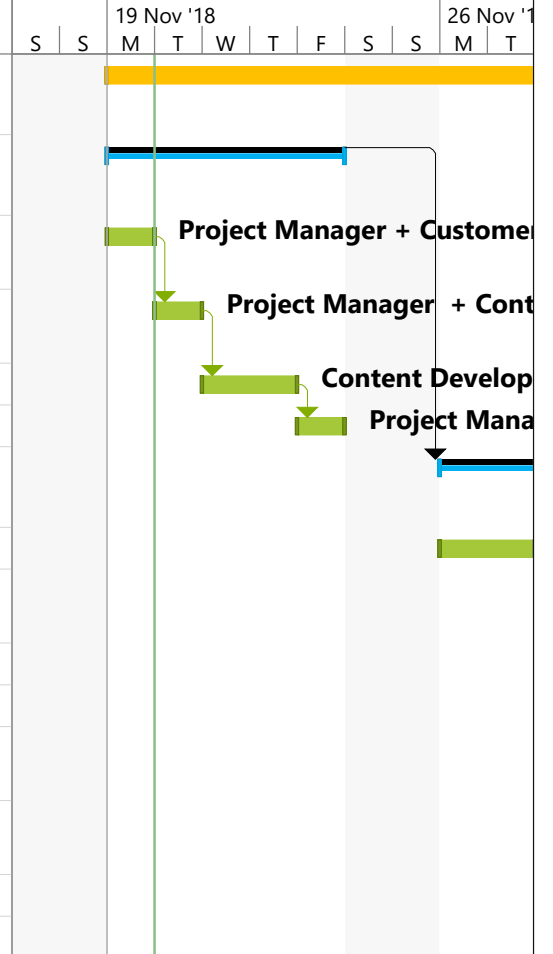 19 Nov '18 26 Nov '1
S S M T W T F S S M T
Project Manager + Customer
Project Manager + Cont
Content Develop
Project Mana